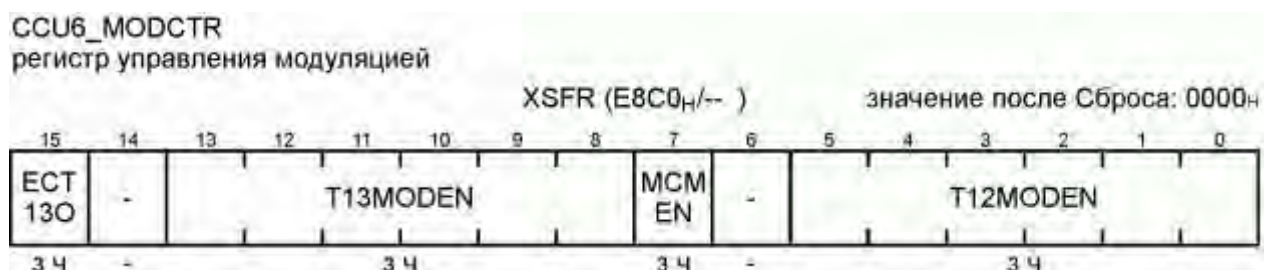 CCU6_MODCTR
регистр управления модуляцией
XSFR (E8C0H/-- ) значение после Сброса: 0000H
15 14 13 12 11 10 9 8 7 6 5 4 3 2 1 0
ECT
13O
-
T13MODEN
MCM
EN
-
T12MODEN
З Ч - З Ч З Ч - З Ч